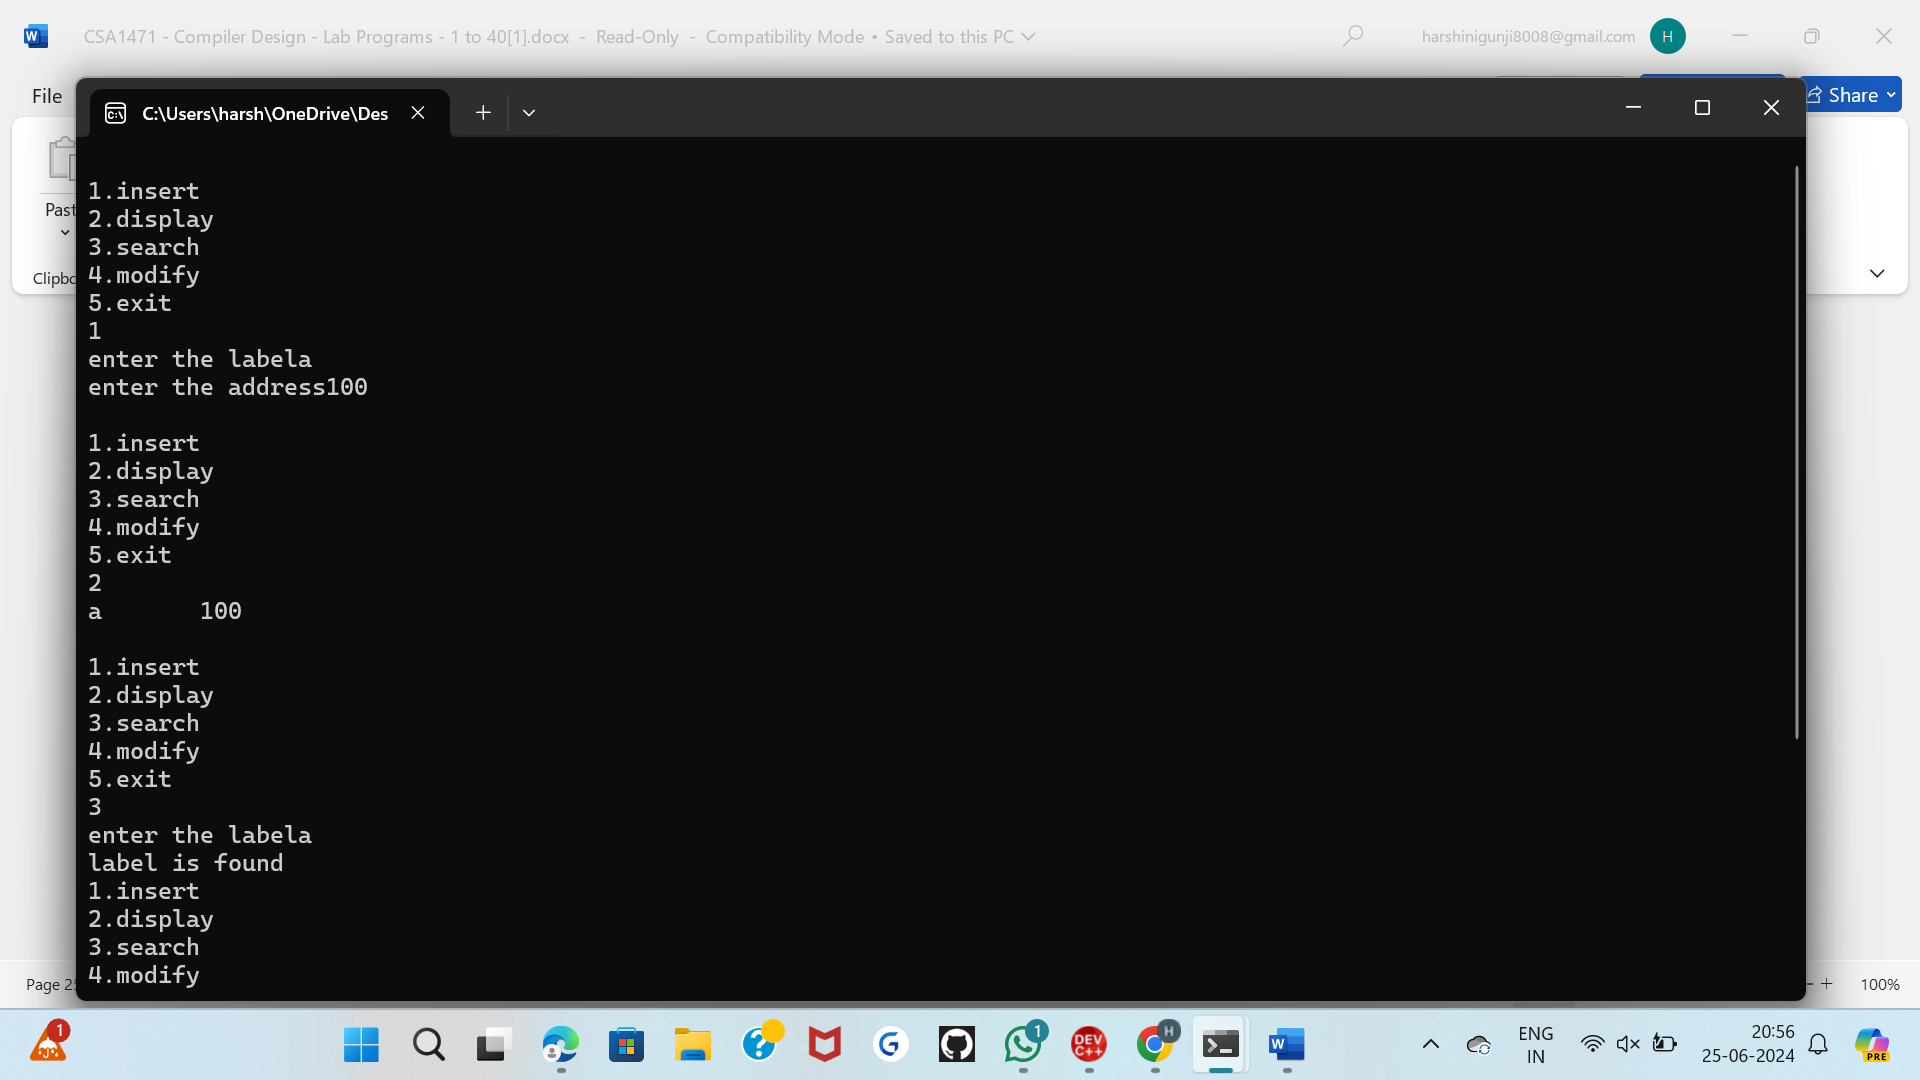 CSA1471 - Compiler Design - Lab Programs - 1 to 40[1].docx - Read-Only - Compatibility Mode • Saved to this PC
harshinigunji8008@gmail.com
H
File
Share
C:\Users\harsh\OneDrive\Des
Clipbo
1.insert
2.display
3.search
4.modify
5.exit
1
enter the labela
enter the address100
1.insert
2.display
3.search
4.modify
5.exit
2
a 100
1.insert
2.display
3.search
4.modify
5.exit
3
enter the labela
label is found
1.insert
2.display
3.search
4.modify
Page 100%
1
1
DEV C++
H
W
ENG
IN
20:56
25-06-2024
PRE